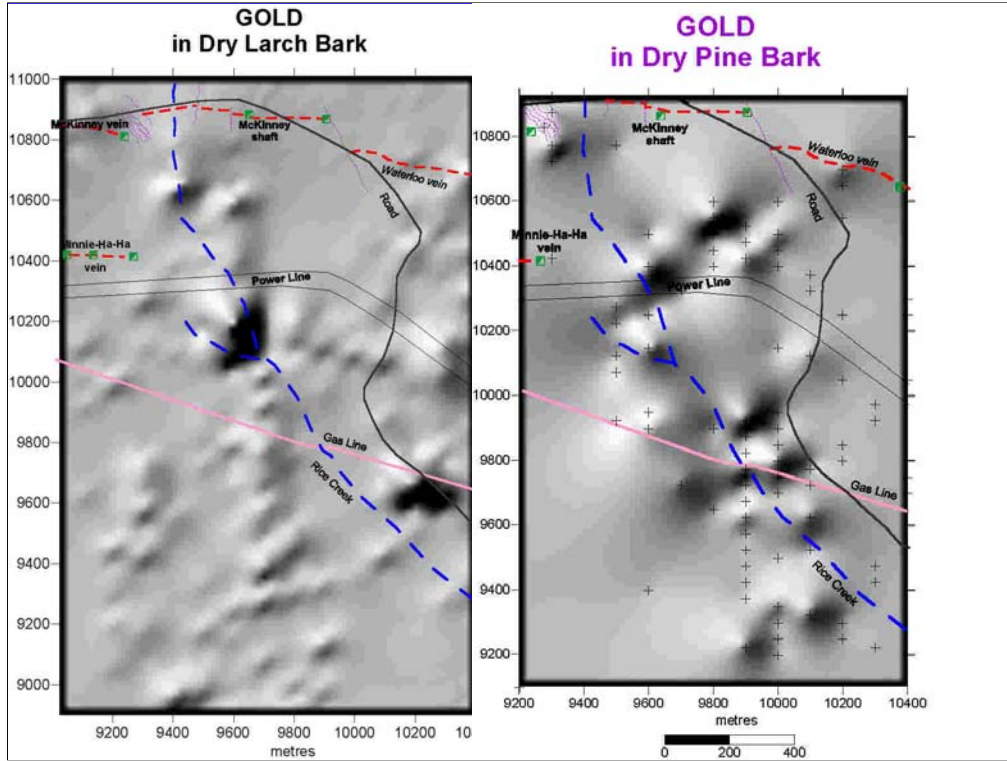 GOLD
in Dry Larch Bark
11000
10800
10600
10400
10200
10000
9800
9600
9400
9200
9000
McKinney vein
McKInney
shaft
Waterloo vein
Road
Minnie-Ha-Ha
vein
Power Line
Gas Line
Rice Creek
9200
9400
9600
9800
10000
10200
10
metres
GOLD
in Dry Pine Bark
10800
10600
10400
10200
10000
9800
9600
9400
9200
McKInney
shaft
Waterloo vein
Road
Minnie-Ha-Ha
vein
Power Line
Gas Line
Rice Creek
9200
9400
9600
9800
10000
10200
10400
metres
0
200
400